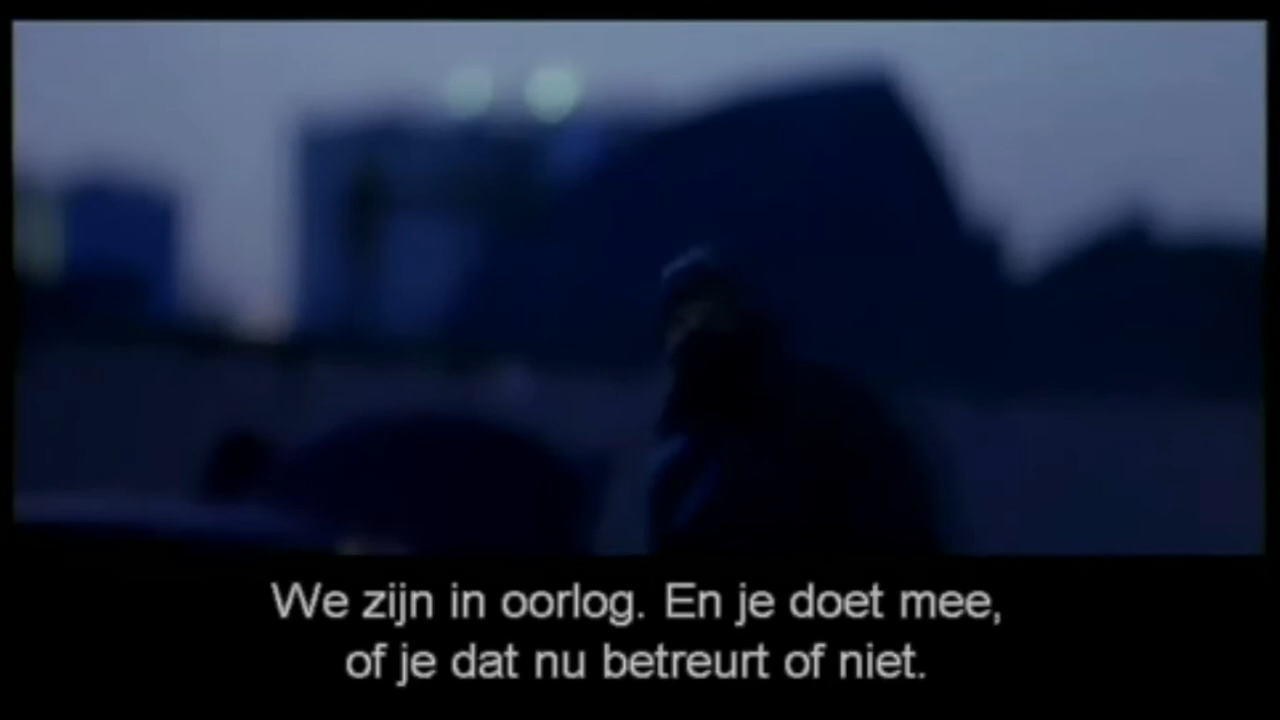 We zijn in oorlog. En je doet mee,
of je dat nu betreurt of niet.